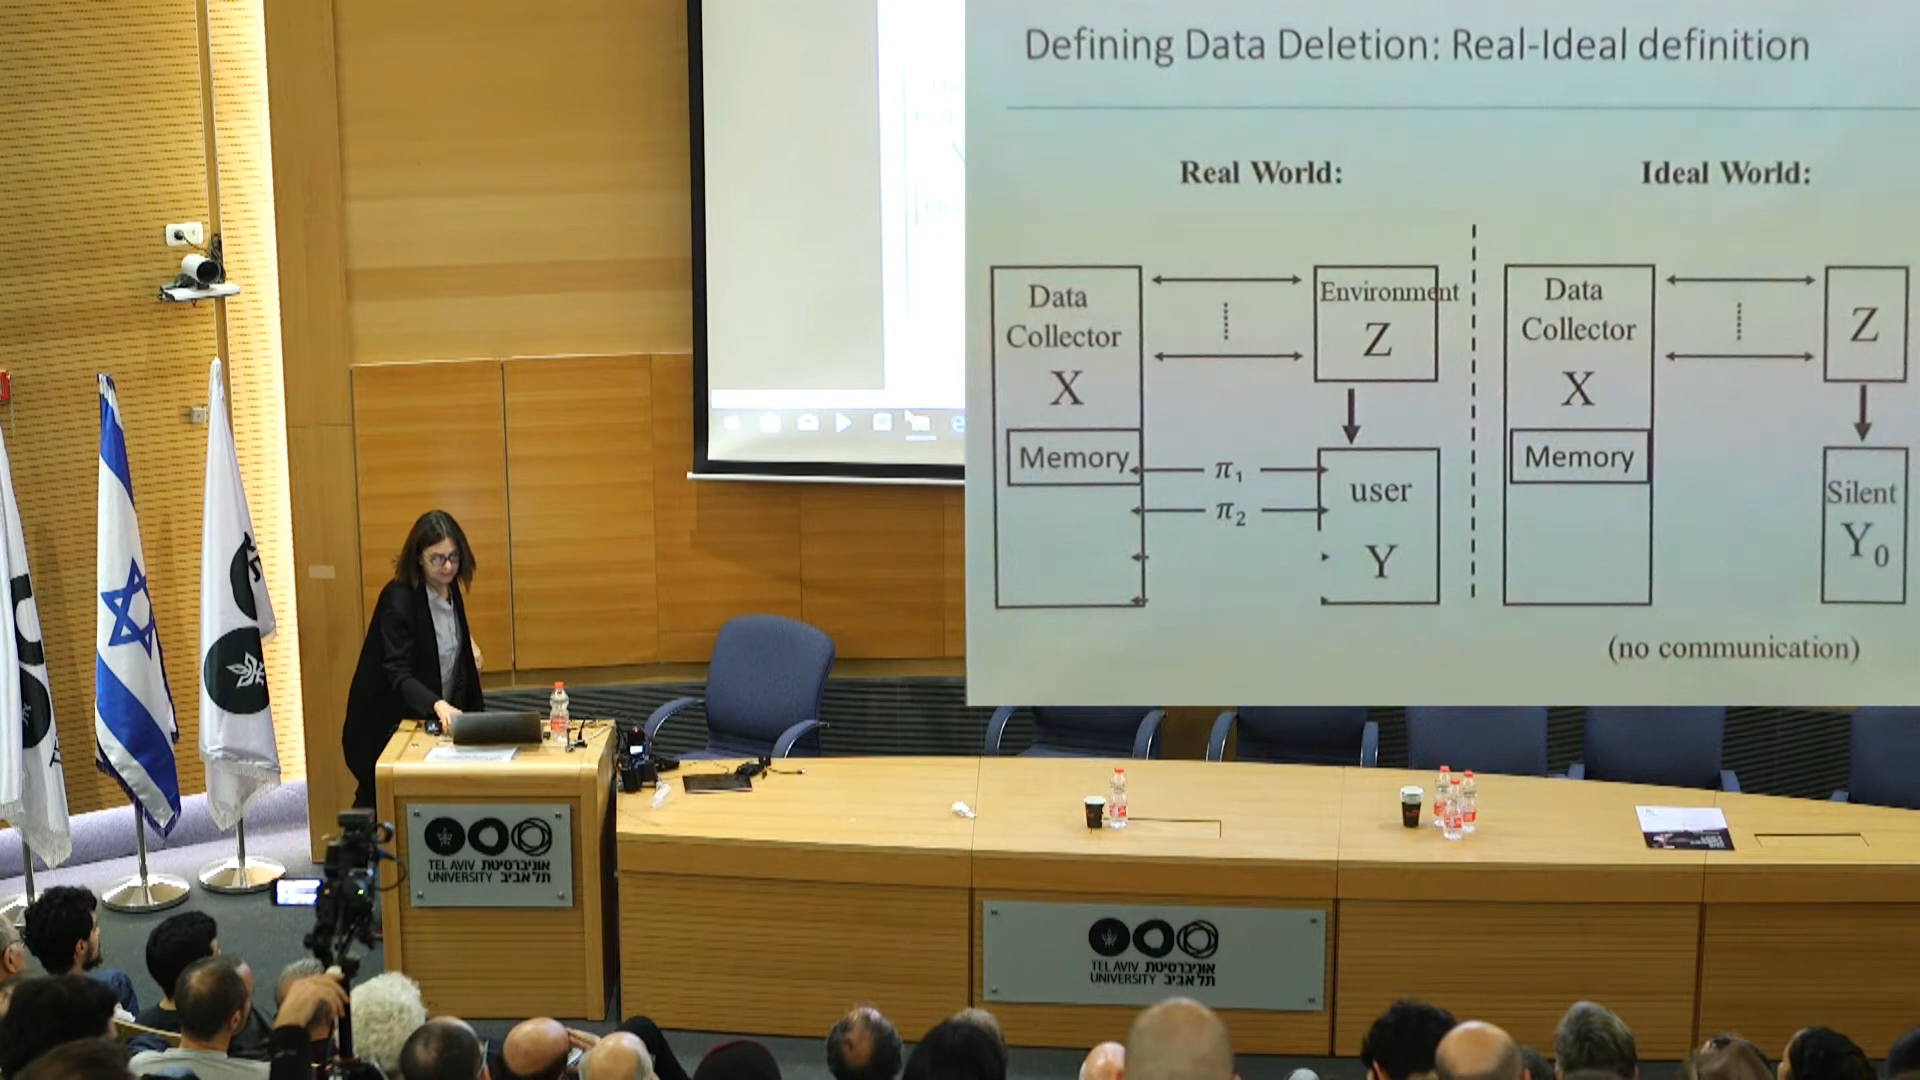 Defining Data Deletion: Real-Ideal definition
Real World:
Ideal World:
Data
Collector
X
Memory
Environment
Z
π1
π2
user
Y
Data
Collector
X
Memory
Z
Silent
Y0
(no communication)
TEL AVIV אוניברסיטת
UNIVERSITY תל אביב
TEL AVIV אוניברסיטת
UNIVERSITY תל אביב